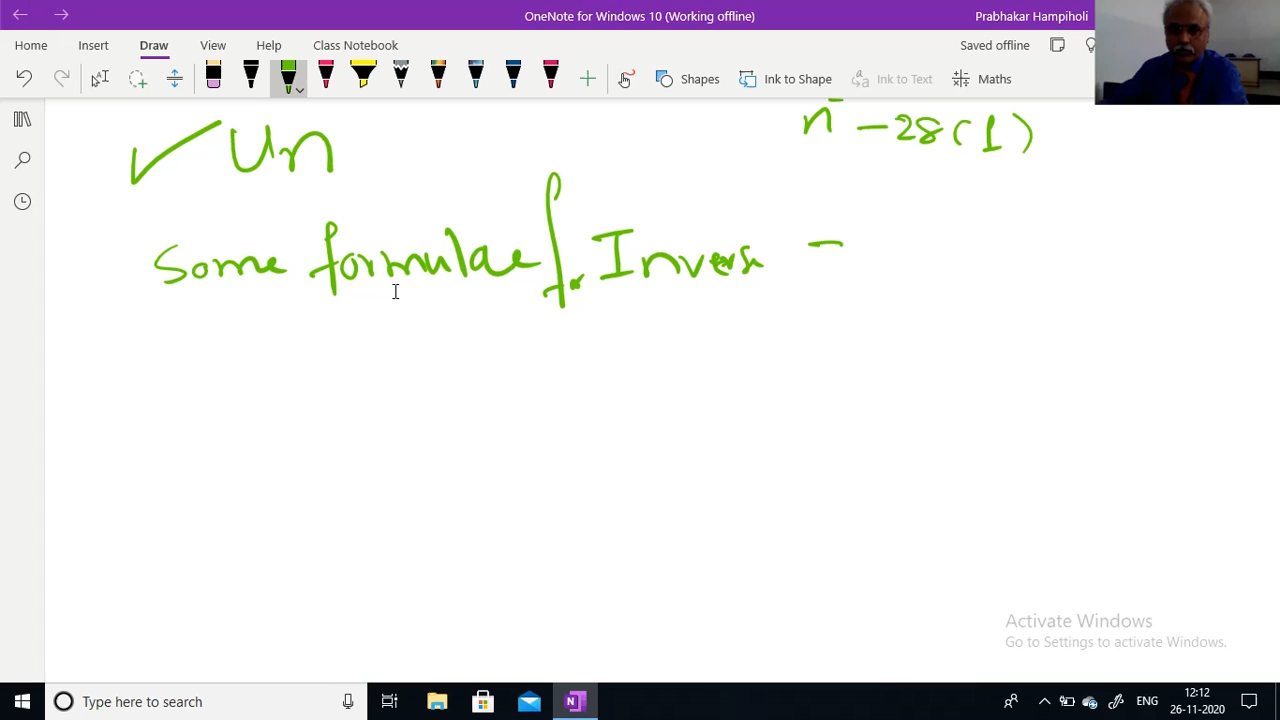 OneNote for Windows 10 (Working offline)
Prabhakar Hampiholi
Home Insert Draw View Help Class Notebook Saved offline
Shapes Ink to Shape Ink to Text Maths
n - 28(1)
✓ Un
Some formulae for Inverse -
Activate Windows
Go to Settings to activate Windows.
Type here to search
ENG
12:12
26-11-2020